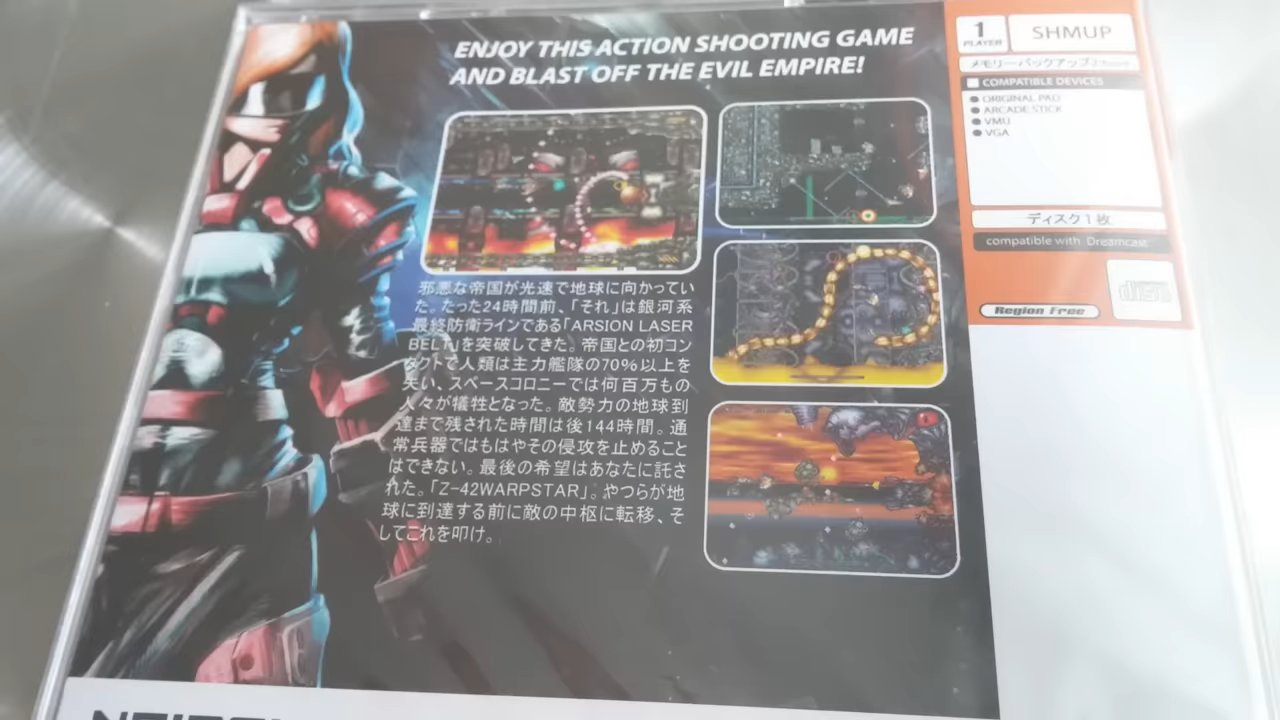 ENJOY THIS ACTION SHOOTING GAME
AND BLAST OFF THE EVIL EMPIRE!
邪悪な帝国が光速で地球に向かってい
た。たった24時間前、「それ」は銀河系
最終防衛ラインである「ARSION LASER
BELT」を突破してきた。帝国との初コン
タクトで人類は主力艦隊の70%以上を
失い、スペースコロニーでは何百万もの
人々が犠牲となった。敵勢力の地球到
達まで残された時間は後144時間。通
常兵器ではもはやその侵攻を止めること
はできない。最後の希望はあなたに託さ
れた。「Z-42WARPSTAR」。やつらが地
球に到達する前に敵の中枢に転移、そ
してこれを叩け。
1
PLAYER
SHMUP
メモリーバックアップ
COMPATIBLE DEVICES
ORIGINAL PAD
ARCADE STICK
VMU
VGA
ディスク1枚
compatible with Dreamcast
disc
Region Free